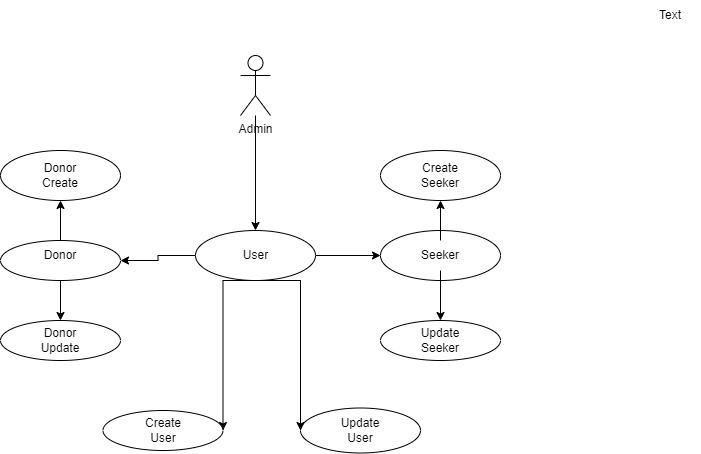 Text
Admin
Donor
Create
Create
Seeker
Donor
User
Seeker
Donor
Update
Update
Seeker
Create
User
Update
User